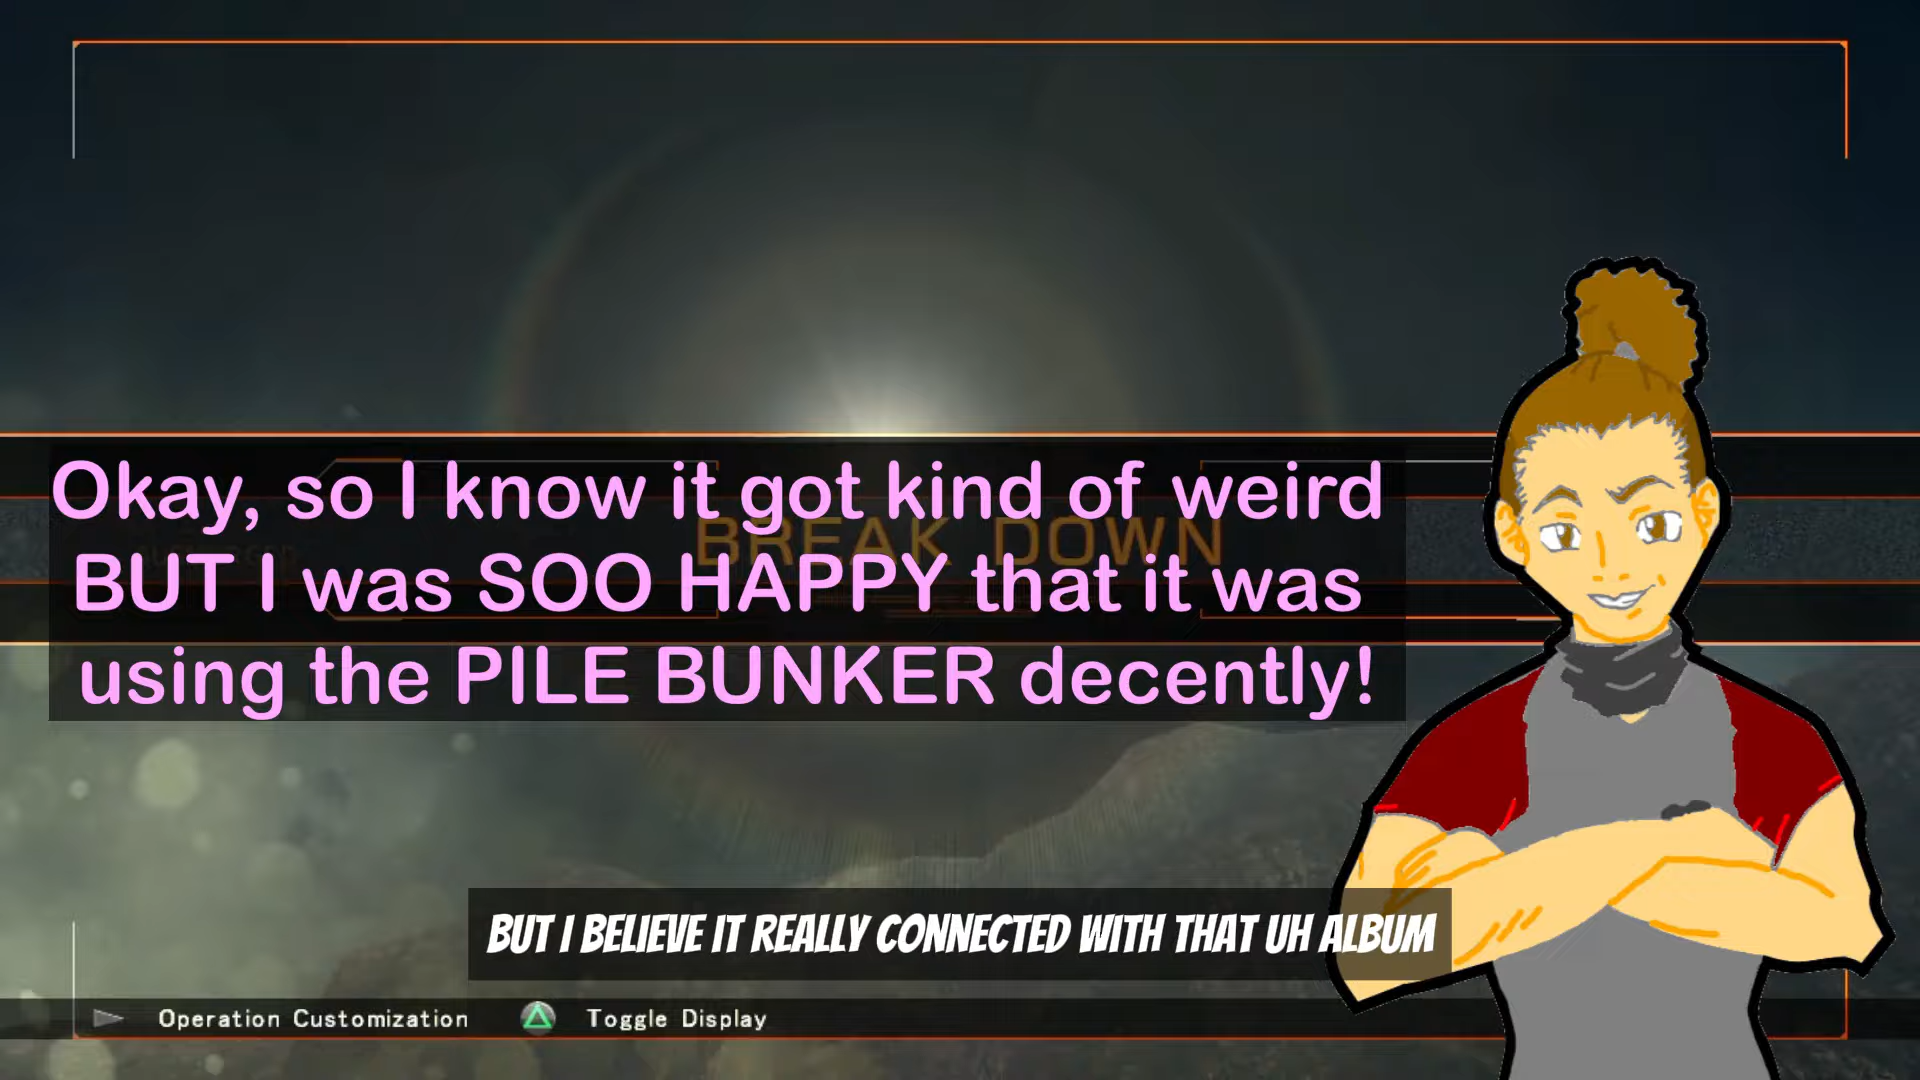 Okay, so I know it got kind of weird
BREAK DOWN
BUT I was SOO HAPPY that it was
using the PILE BUNKER decently!
BUT I BELIEVE IT REALLY CONNECTED WITH THAT UH ALBUM
Operation Customization Toggle Display